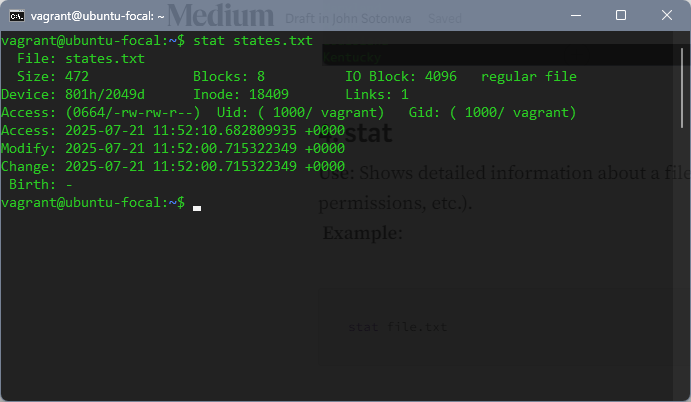 Medium
Draft in John Sotonwa Saved
vagrant@ubuntu-focal: ~
vagrant@ubuntu-focal:~$ stat states.txt
Kentucky
  File: states.txt
  Size: 472             Blocks: 8          IO Block: 4096   regular file
Device: 801h/2049d      Inode: 18409       Links: 1
Access: (0664/-rw-rw-r--)  Uid: ( 1000/ vagrant)   Gid: ( 1000/ vagrant)
Access: 2025-07-21 11:52:10.682809935 +0000
Modify: 2025-07-21 11:52:00.715322349 +0000
Change: 2025-07-21 11:52:00.715322349 +0000
 Birth: -
vagrant@ubuntu-focal:~$
stat
Use: Shows detailed information about a file
permissions, etc.).
Example:
stat file.txt